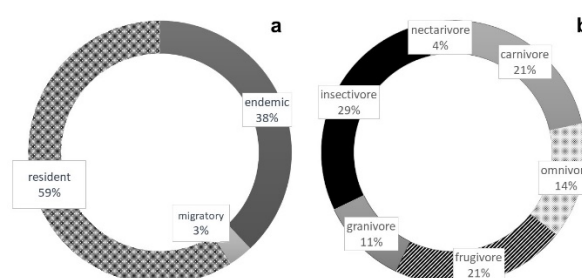 a
endemic
38%
resident
59%
migratory
3%
b
nectarivore
4%
carnivore
21%
insectivore
29%
omnivor
14%
granivore
11%
frugivore
21%